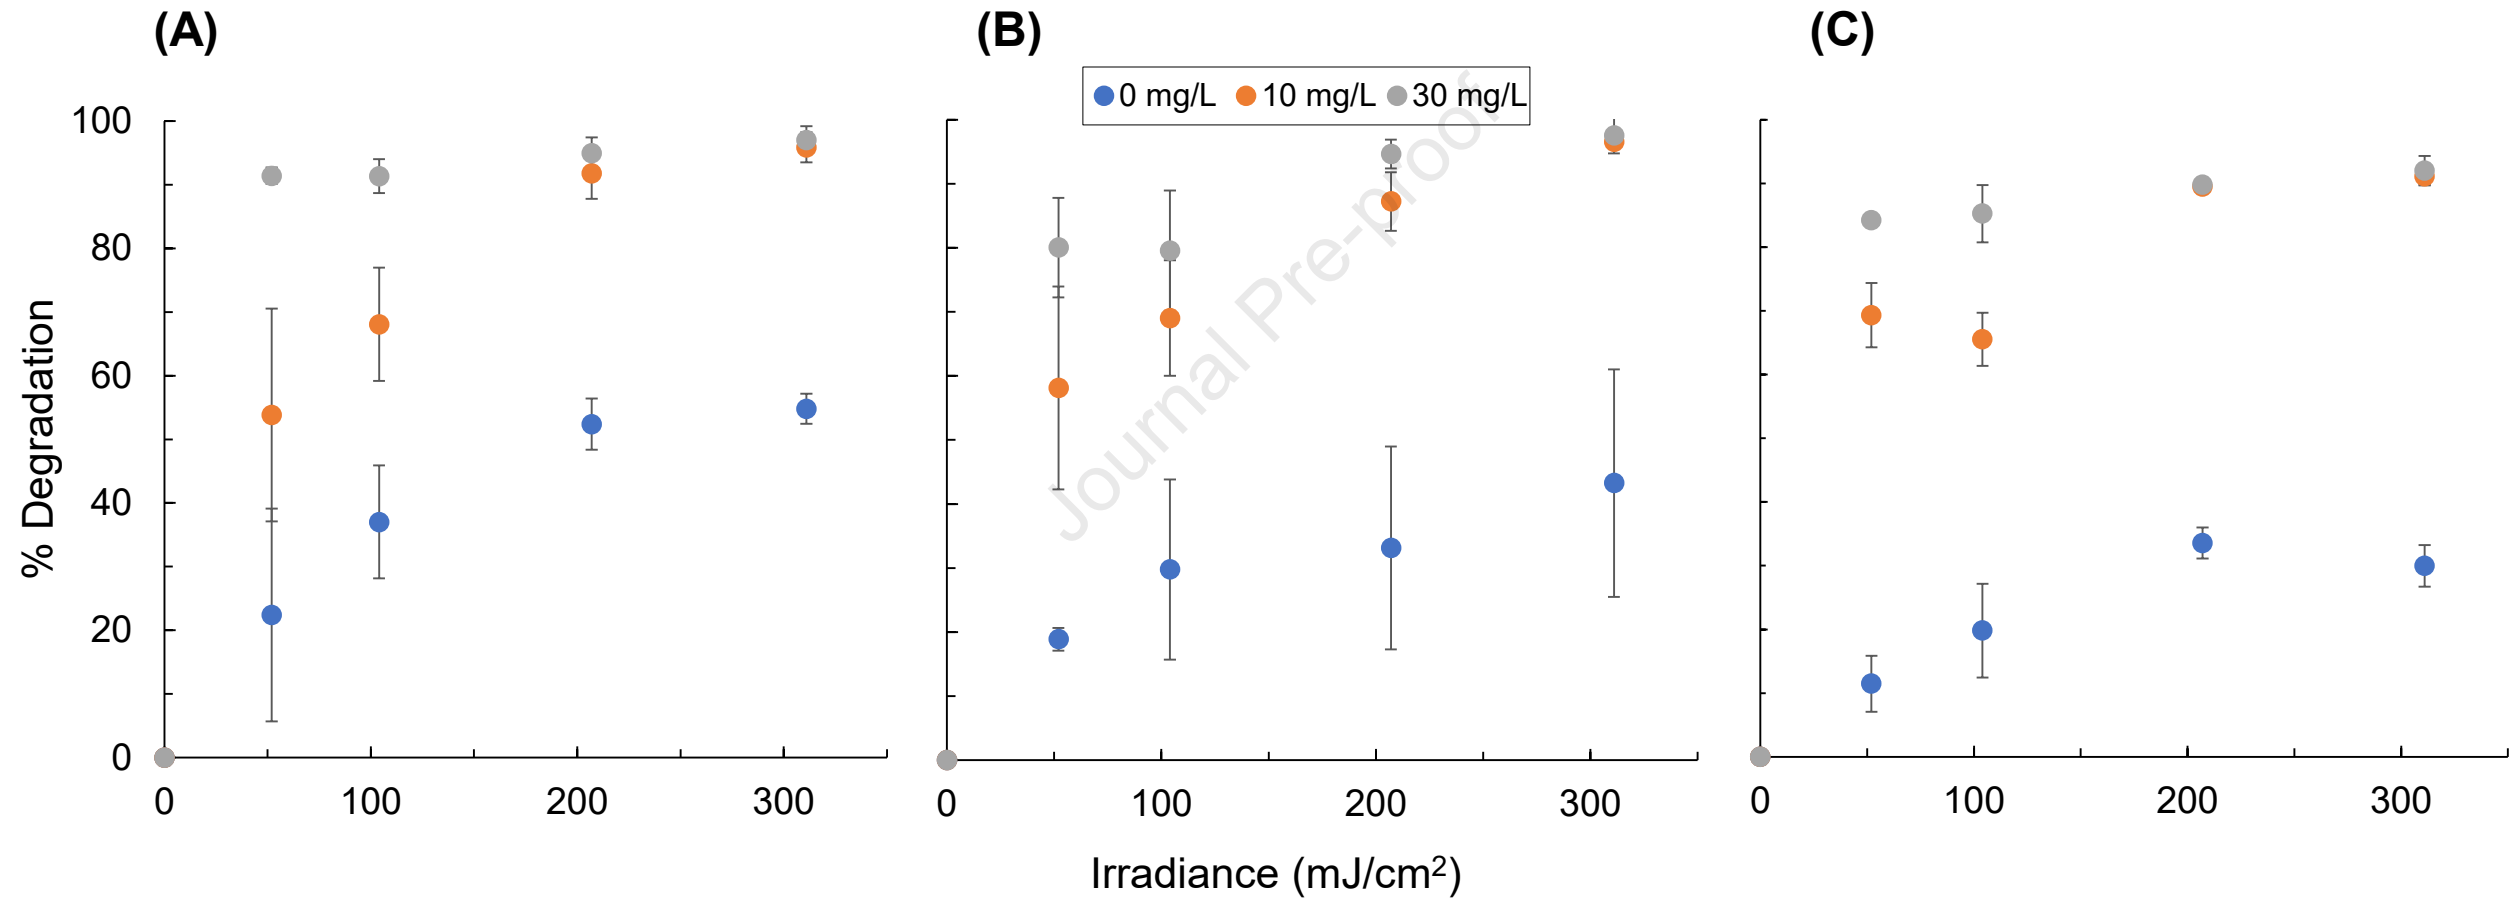 (A) (B) (C)
0 mg/L 10 mg/L 30 mg/L
100
80
60
40
20
0
% Degradation
0 100 200 300
0 100 200 300
0 100 200 300
Irradiance (mJ/cm²)
Journal Pre-proof